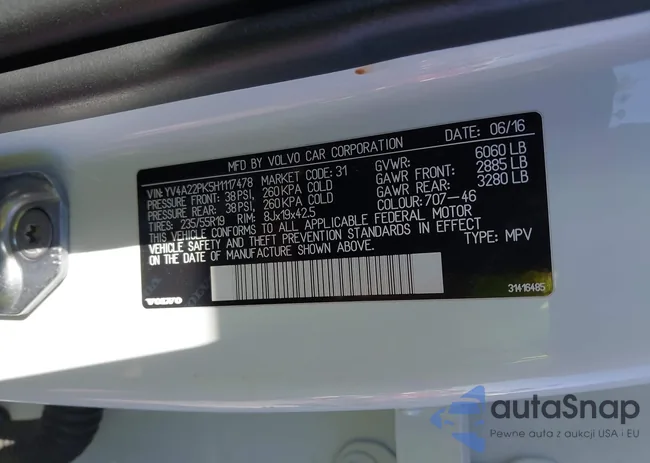 MFD BY VOLVO CAR CORPORATION DATE: 06/16
VIN: YV4A22PK5H1117478 MARKET CODE: 31 GVWR: 6060 LB
PRESSURE FRONT: 38 PSI, 260 KPA COLD GAWR FRONT: 2885 LB
PRESSURE REAR: 38 PSI, 260 KPA COLD GAWR REAR: 3280 LB
TIRES: 235/55R19 RIM: 8Jx19x42.5 COLOUR: 707-46
THIS VEHICLE CONFORMS TO ALL APPLICABLE FEDERAL MOTOR
VEHICLE SAFETY AND THEFT PREVENTION STANDARDS IN EFFECT
ON THE DATE OF MANUFACTURE SHOWN ABOVE. TYPE: MPV
VOLVO
31416485
autaSnap
Pewne auta z aukcji USA i EU